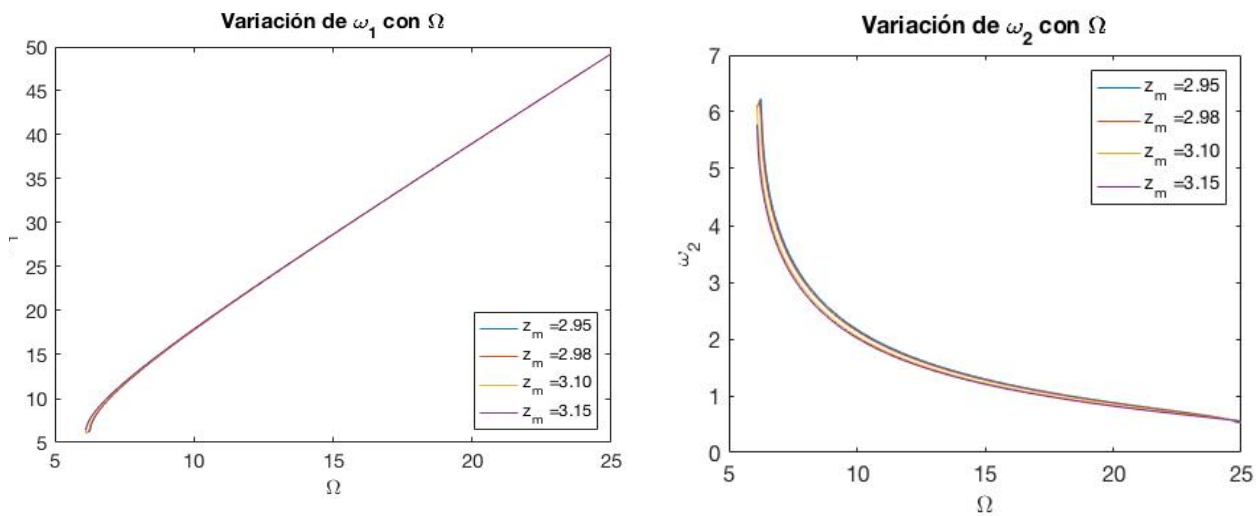 Variación de ω₁ con Ω
50
45
40
35
30
25
20
15
10
5
5
10
15
20
25
Ω
z_m =2.95
z_m =2.98
z_m =3.10
z_m =3.15
Variación de ω₂ con Ω
7
6
5
4
3
2
1
0
ω₂
5
10
15
20
25
Ω
z_m =2.95
z_m =2.98
z_m =3.10
z_m =3.15